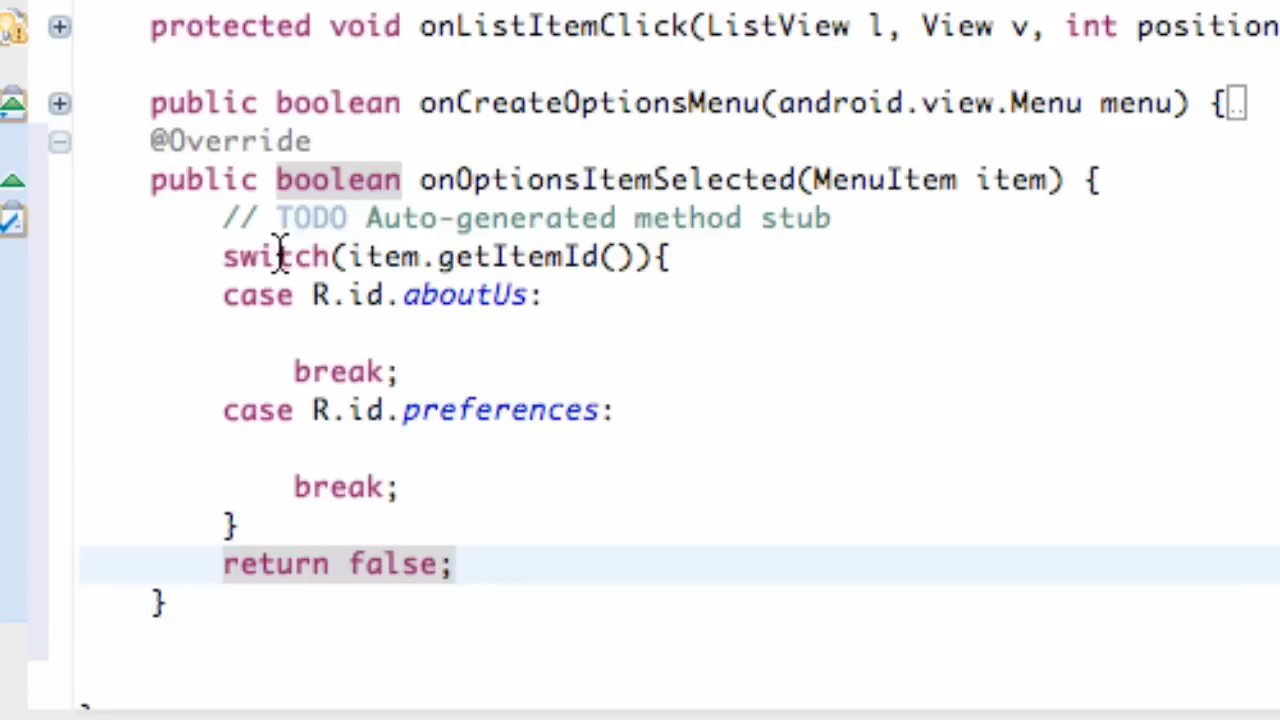 protected void onListItemClick(ListView l, View v, int position
public boolean onCreateOptionsMenu(android.view.Menu menu) {..
@Override
public boolean onOptionsItemSelected(MenuItem item) {
// TODO Auto-generated method stub
switch(item.getItemId()){
case R.id.aboutUs:
break;
case R.id.preferences:
break;
}
return false;
}